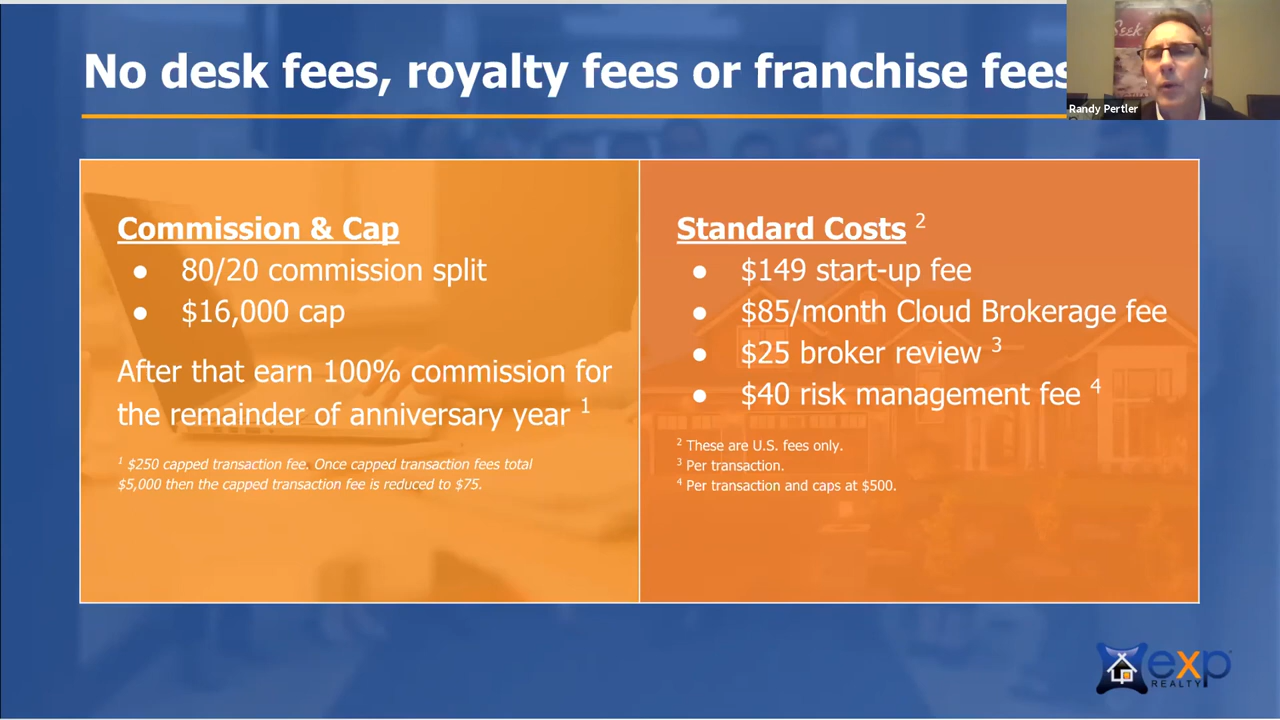 No desk fees, royalty fees or franchise fees
Randy Pertler
Commission & Cap
● 80/20 commission split
● $16,000 cap
After that earn 100% commission for
the remainder of anniversary year 1
1 $250 capped transaction fee. Once capped transaction fees total
$5,000 then the capped transaction fee is reduced to $75.
Standard Costs 2
● $149 start-up fee
● $85/month Cloud Brokerage fee
● $25 broker review 3
● $40 risk management fee 4
2 These are U.S. fees only.
3 Per transaction.
4 Per transaction and caps at $500.
exp
REALTY